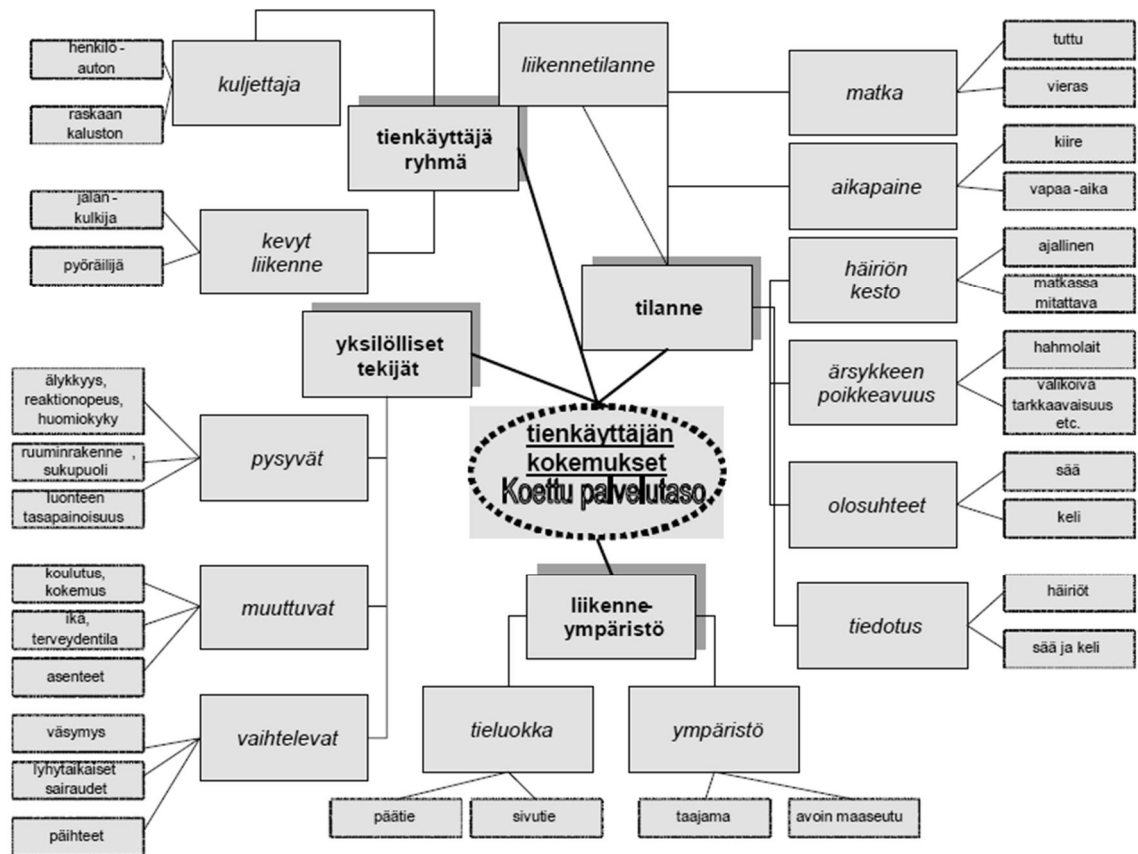 henkilö-
auton
raskaan
kaluston
kuljettaja
jalan-
kulkija
pyöräilijä
kevyt
liikenne
tienkäyttäjä
ryhmä
liikennetilanne
matka
tuttu
vieras
aikapaine
kiire
vapaa-aika
häiriön
kesto
ajallinen
matkassa
mitattava
tilanne
ärsykkeen
poikkeavuus
hahmolait
valikoiva
tarkkaavaisuus
etc.
olosuhteet
sää
keli
tiedotus
häiriöt
sää ja keli
yksilölliset
tekijät
älykkyys,
reaktionopeus,
huomiokyky
ruuminrakenne,
sukupuoli
luonteen
tasapainoisuus
pysyvät
koulutus,
kokemus
ikä,
terveydentila
asenteet
muuttuvat
väsymys
lyhytaikaiset
sairaudet
päihteet
vaihtelevat
tienkäyttäjän
kokemukset
Koettu palvelutaso
liikenne-
ympäristö
tieluokka
ympäristö
päätie
sivutie
taajama
avoin maaseutu